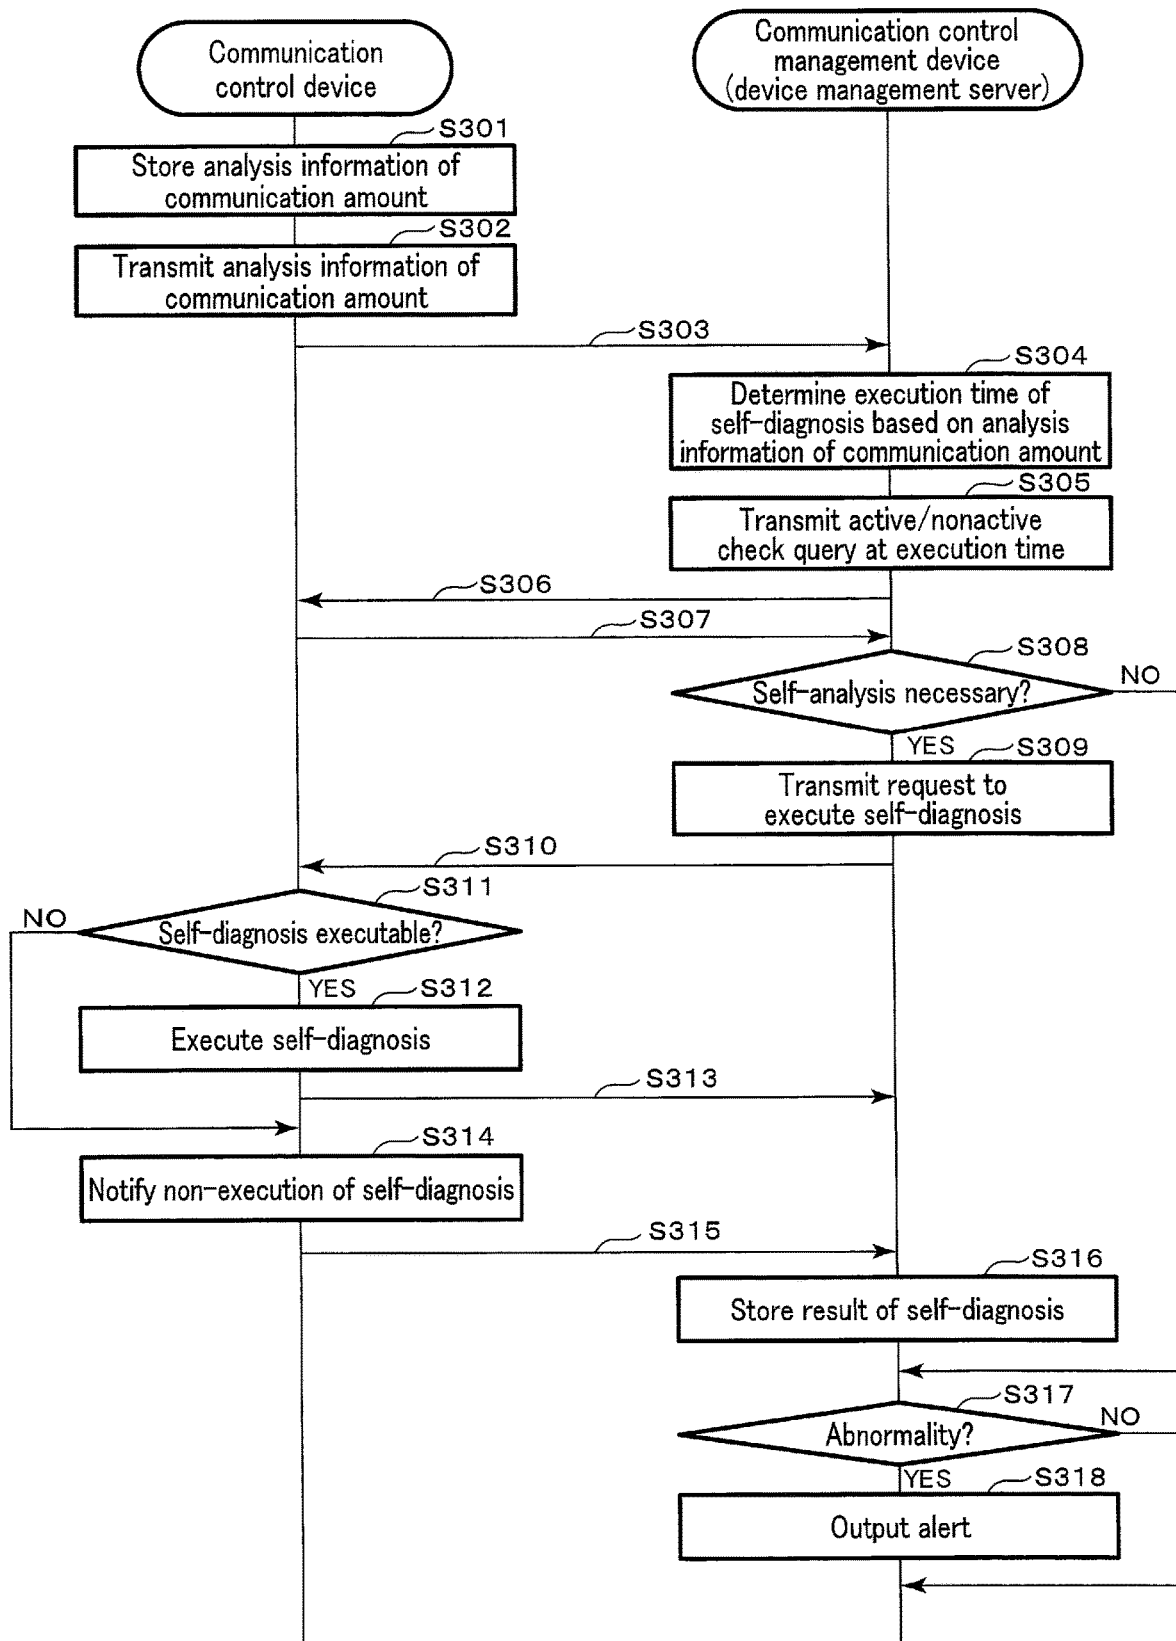 Communication
control device
Communication control
management device
(device management server)
S301
Store analysis information of
communication amount
S302
Transmit analysis information of
communication amount
S303
S304
Determine execution time of
self-diagnosis based on analysis
information of communication amount
S305
Transmit active/nonactive
check query at execution time
S306
S307
S308
Self-analysis necessary?
NO
YES
S309
Transmit request to
execute self-diagnosis
S310
S311
NO
Self-diagnosis executable?
YES
S312
Execute self-diagnosis
S313
S314
Notify non-execution of self-diagnosis
S315
S316
Store result of self-diagnosis
S317
Abnormality?
NO
YES
S318
Output alert